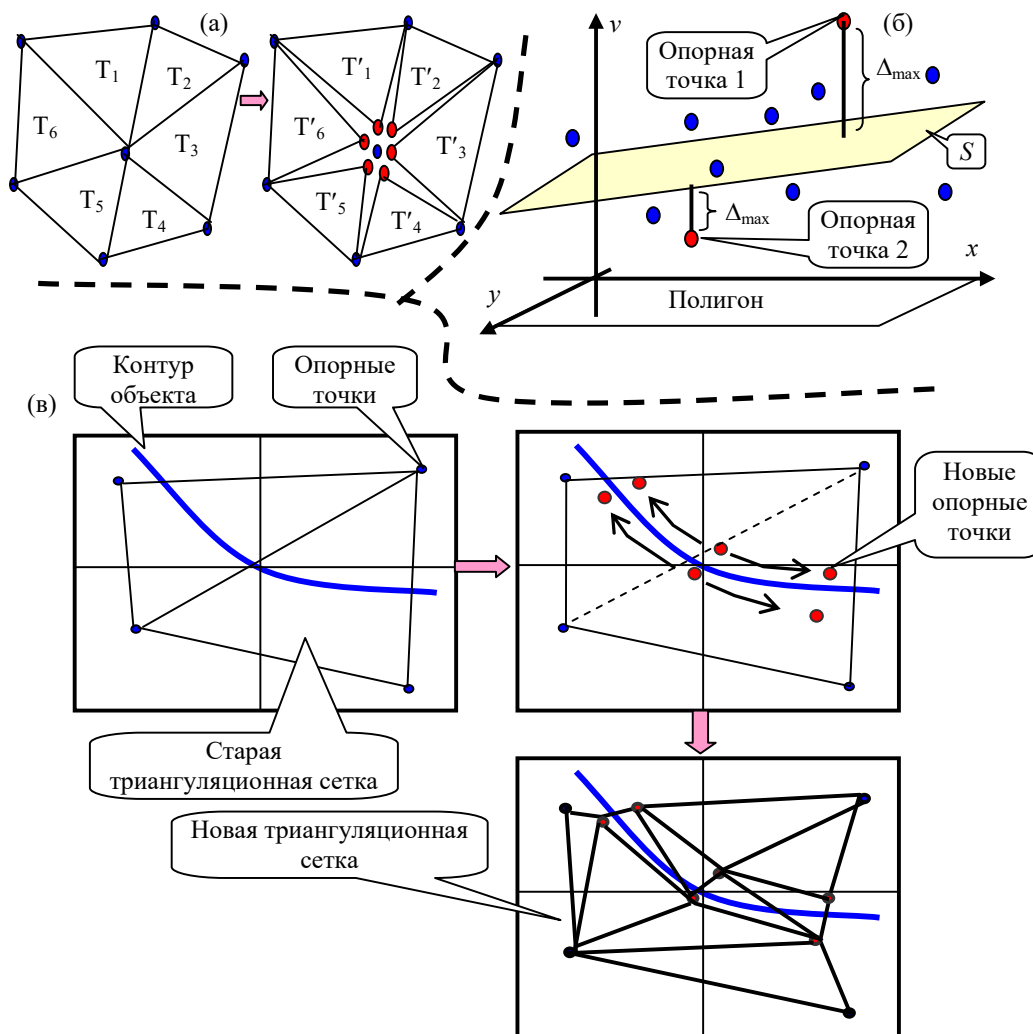 (а)
T1
T2
T3
T4
T5
T6
T′1
T′2
T′3
T′4
T′5
T′6
(б)
v
Опорная
точка 1
Δmax
S
Δmax
Опорная
точка 2
x
y
Полигон
(в)
Контур
объекта
Опорные
точки
Новые
опорные
точки
Старая
триангуляционная сетка
Новая триангуляционная
сетка